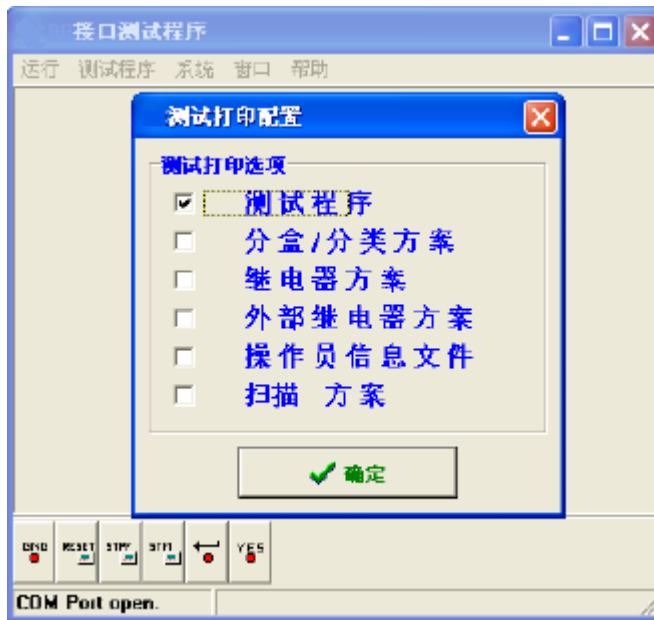 接口测试程序
运行 测试程序 系统 窗口 帮助
测试打印配置
测试打印选项
测试程序
分盒/分类方案
继电器方案
外部继电器方案
操作员信息文件
扫描 方案
确定
RESET YES
COM Port open.